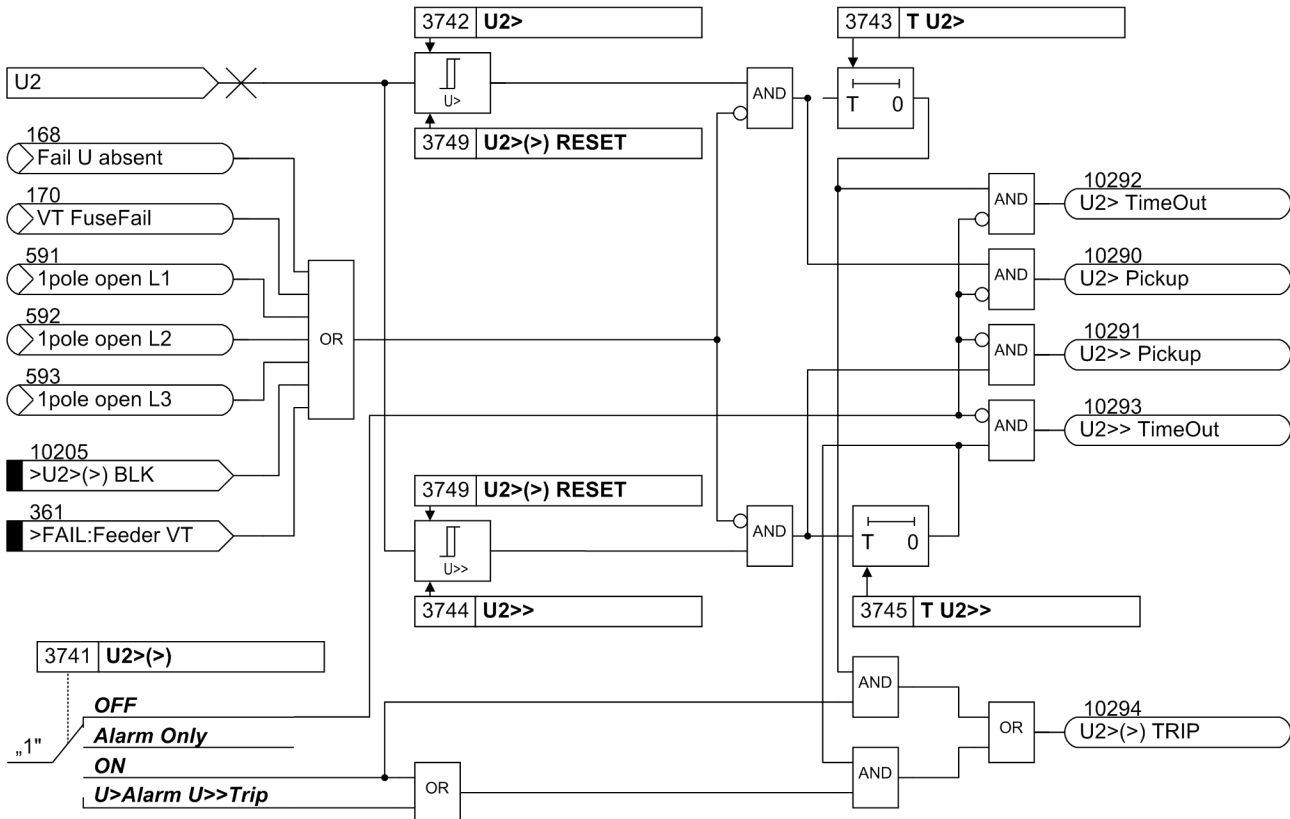 3742 U2>
3743 T U2>
U2
U>
AND
T 0
3749 U2>(>) RESET
168
Fail U absent
170
VT FuseFail
AND
10292
U2> TimeOut
591
1pole open L1
AND
10290
U2> Pickup
592
1pole open L2
OR
AND
10291
U2>> Pickup
593
1pole open L3
AND
10293
U2>> TimeOut
10205
>U2>(>) BLK
3749 U2>(>) RESET
361
>FAIL:Feeder VT
U>>
AND
T 0
3744 U2>>
3745 T U2>>
3741 U2>(>)
AND
OFF
10294
U2>(>) TRIP
OR
„1"
Alarm Only
ON
AND
U>Alarm U>>Trip
OR